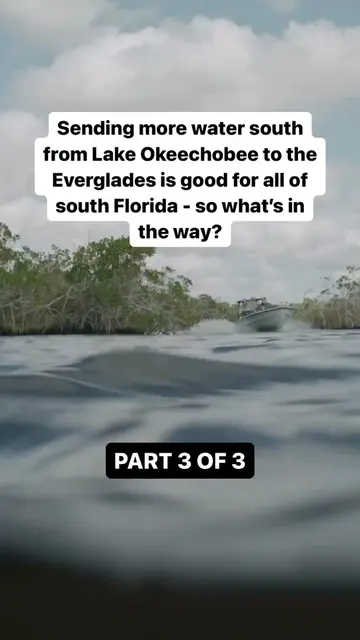 Sending more water south
from Lake Okeechobee to the
Everglades is good for all of
south Florida - so what’s in
the way?
PART 3 OF 3